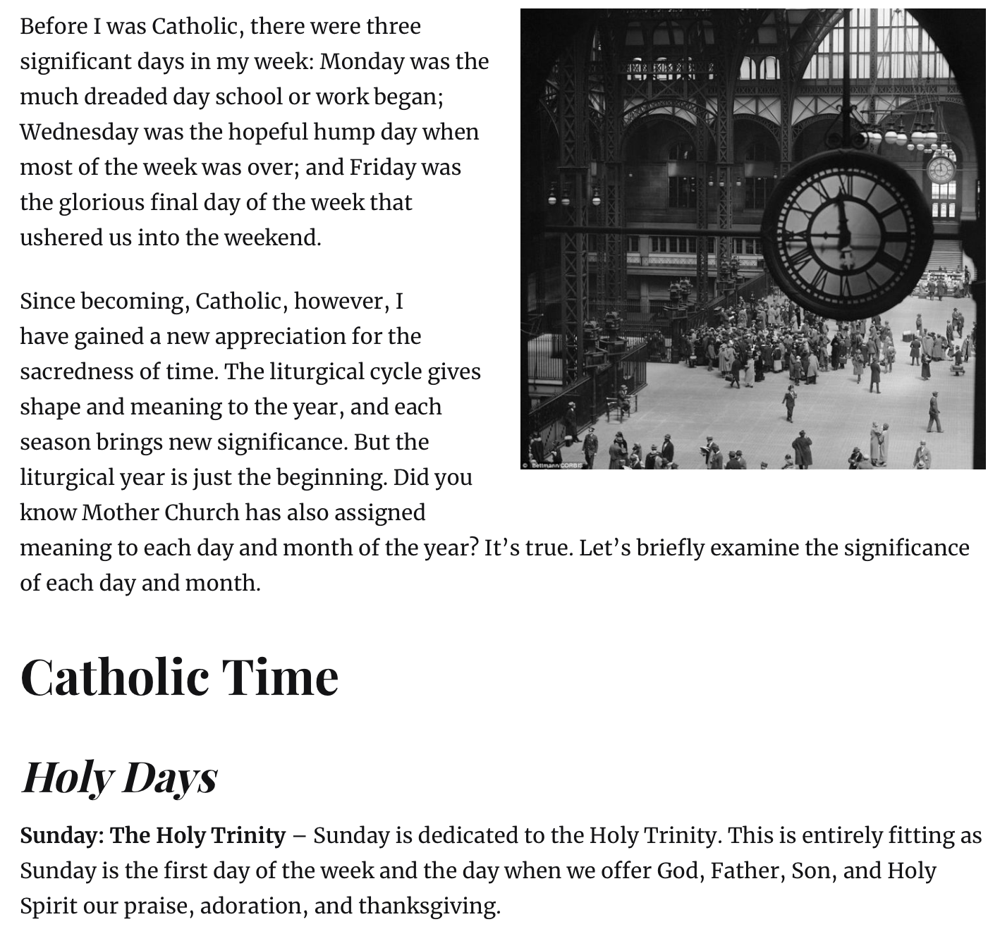 Before I was Catholic, there were three
significant days in my week: Monday was the
much dreaded day school or work began;
Wednesday was the hopeful hump day when
most of the week was over; and Friday was
the glorious final day of the week that
ushered us into the weekend.
Since becoming, Catholic, however, I
have gained a new appreciation for the
sacredness of time. The liturgical cycle gives
shape and meaning to the year, and each
season brings new significance. But the
liturgical year is just the beginning. Did you
know Mother Church has also assigned
meaning to each day and month of the year? It’s true. Let’s briefly examine the significance
of each day and month.
© Bettmann/CORBIS
Catholic Time
Holy Days
Sunday: The Holy Trinity – Sunday is dedicated to the Holy Trinity. This is entirely fitting as
Sunday is the first day of the week and the day when we offer God, Father, Son, and Holy
Spirit our praise, adoration, and thanksgiving.